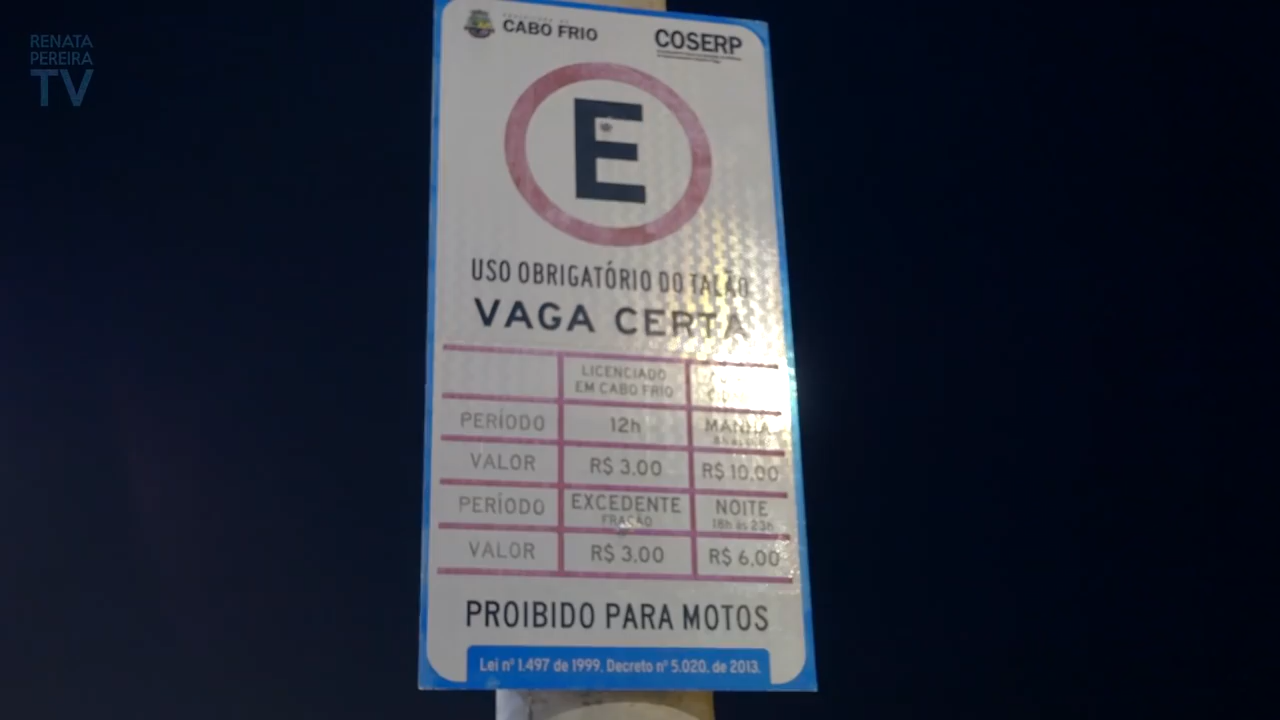 RENATA
PEREIRA
TV
CABO FRIO
COSERP
E
USO OBRIGATÓRIO DO TALÃO
VAGA CERTA
LICENCIADO
EM CABO FRIO
PERÍODO 12h MANHÃ
VALOR R$ 3,00 R$ 10,00
PERÍODO EXCEDENTE NOITE
FRAÇÃO 18h às 23h
VALOR R$ 3,00 R$ 6,00
PROIBIDO PARA MOTOS
Lei nº 1.497 de 1999. Decreto nº 5.020, de 2013.